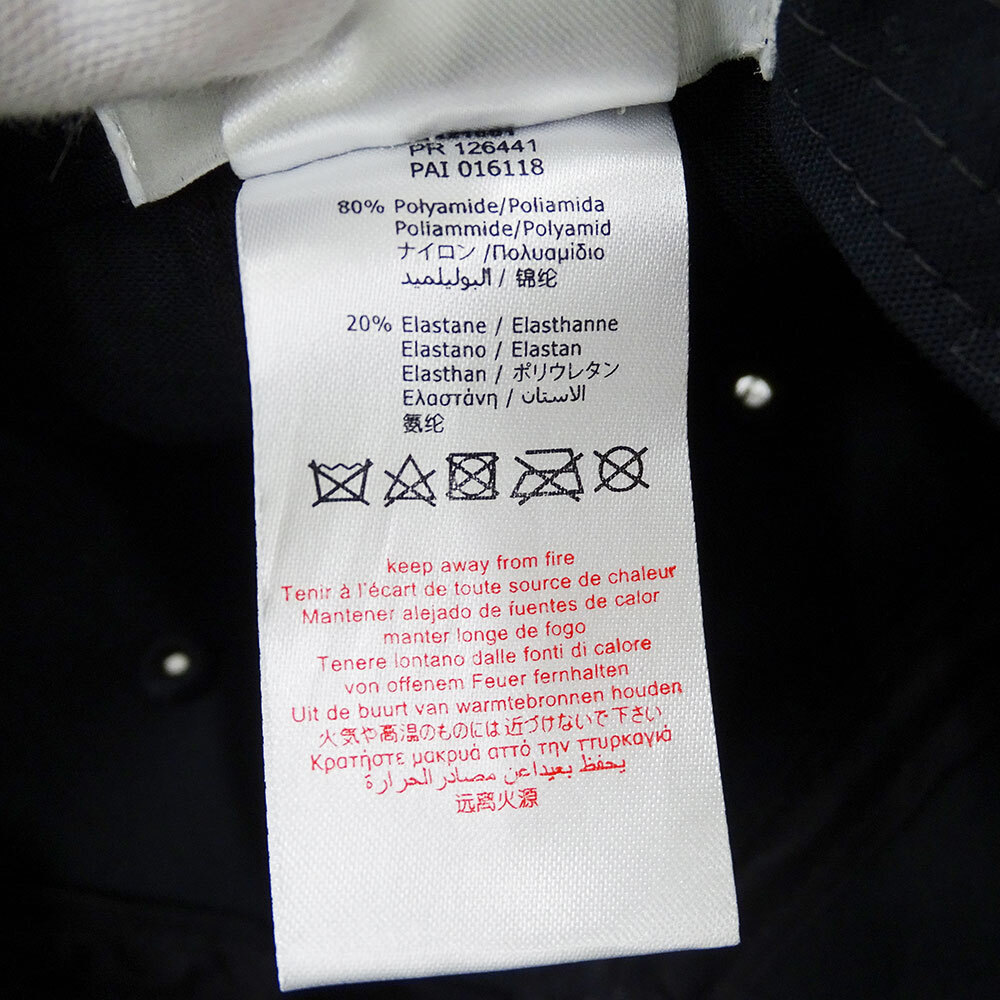 PR 126441
PAI 016118
80% Polyamide/Poliamida
Poliammide/Polyamid
ナイロン /Πολυαμίδιο
البوليلميد / 锦纶
20% Elastane / Elasthanne
Elastano / Elastan
Elasthan / ポリウレタン
Ελαστάνη / الاستان
氨纶
keep away from fire
Tenir à l'écart de toute source de chaleur
Mantener alejado de fuentes de calor
manter longe de fogo
Tenere lontano dalle fonti di calore
von offenem Feuer fernhalten
Uit de buurt van warmtebronnen houden
火気や高温のものには近づけないで下さい
Κρατήστε μακρυά αττό την ττυρκαγιά
يحفظ بعيداعن مصادر الحرارة
远离火源